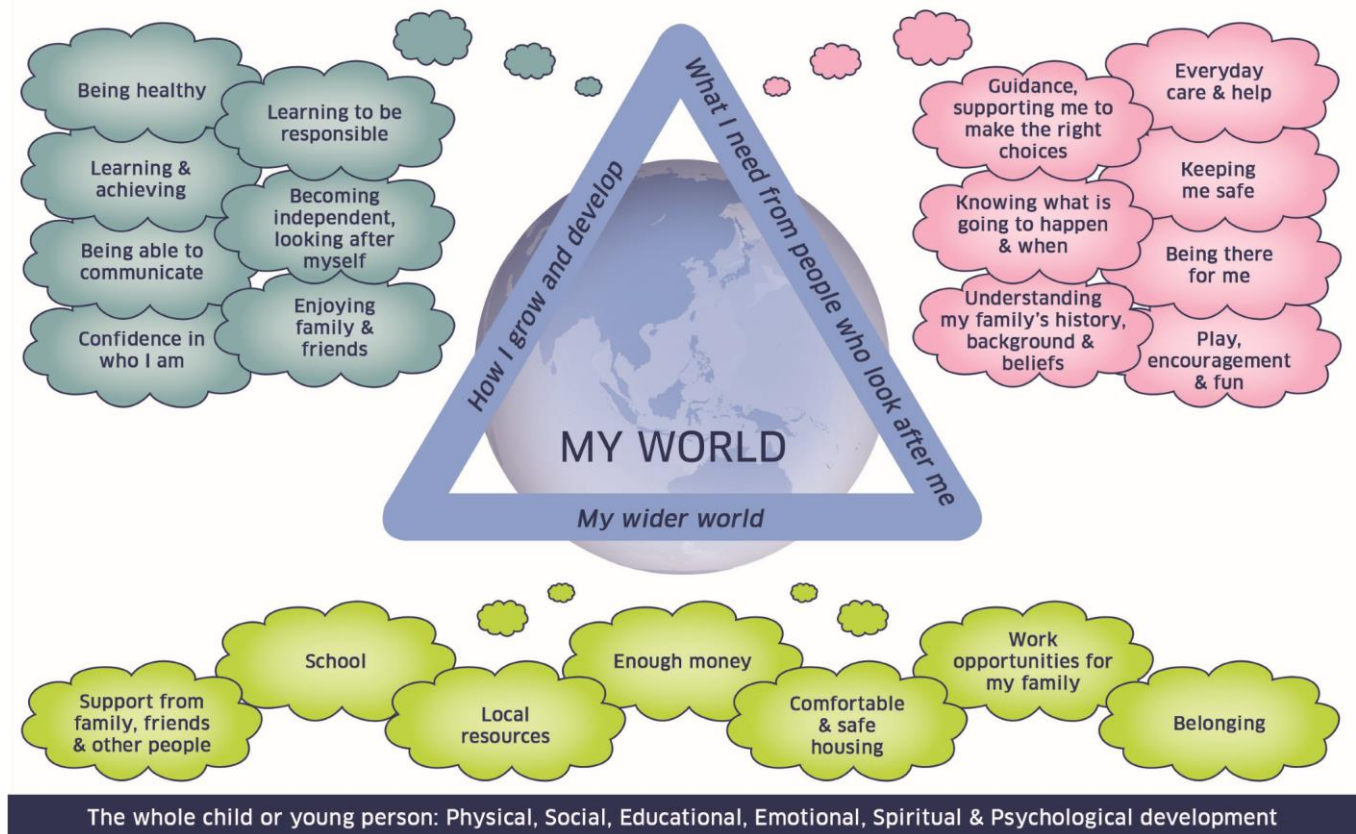 Being healthy
Learning to be
responsible
Learning &
achieving
Becoming
independent,
looking after
myself
Being able to
communicate
Enjoying
family &
friends
Confidence in
who I am
How I grow and develop
What I need from people who look after me
MY WORLD
My wider world
Guidance,
supporting me to
make the right
choices
Everyday
care & help
Keeping
me safe
Knowing what is
going to happen
& when
Being there
for me
Understanding
my family's history,
background &
beliefs
Play,
encouragement
& fun
Support from
family, friends
& other people
School
Local
resources
Enough money
Comfortable
& safe
housing
Work
opportunities for
my family
Belonging
The whole child or young person: Physical, Social, Educational, Emotional, Spiritual & Psychological development